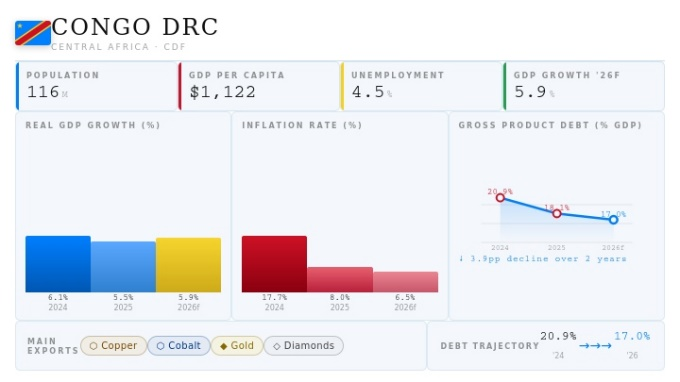 CONGO DRC
CENTRAL AFRICA · CDF
POPULATION
116 M
GDP PER CAPITA
$1,122
UNEMPLOYMENT
4.5 %
GDP GROWTH '26F
5.9 %
REAL GDP GROWTH (%)
6.1%
2024
5.5%
2025
5.9%
2026f
INFLATION RATE (%)
17.7%
2024
8.0%
2025
6.5%
2026f
GROSS PRODUCT DEBT (% GDP)
20.9%
18.1%
17.0%
2024
2025
2026f
↓ 3.9pp decline over 2 years
MAIN
EXPORTS
⬡ Copper
⬡ Cobalt
◆ Gold
◇ Diamonds
DEBT TRAJECTORY
20.9%
'24
→→→
17.0%
'26